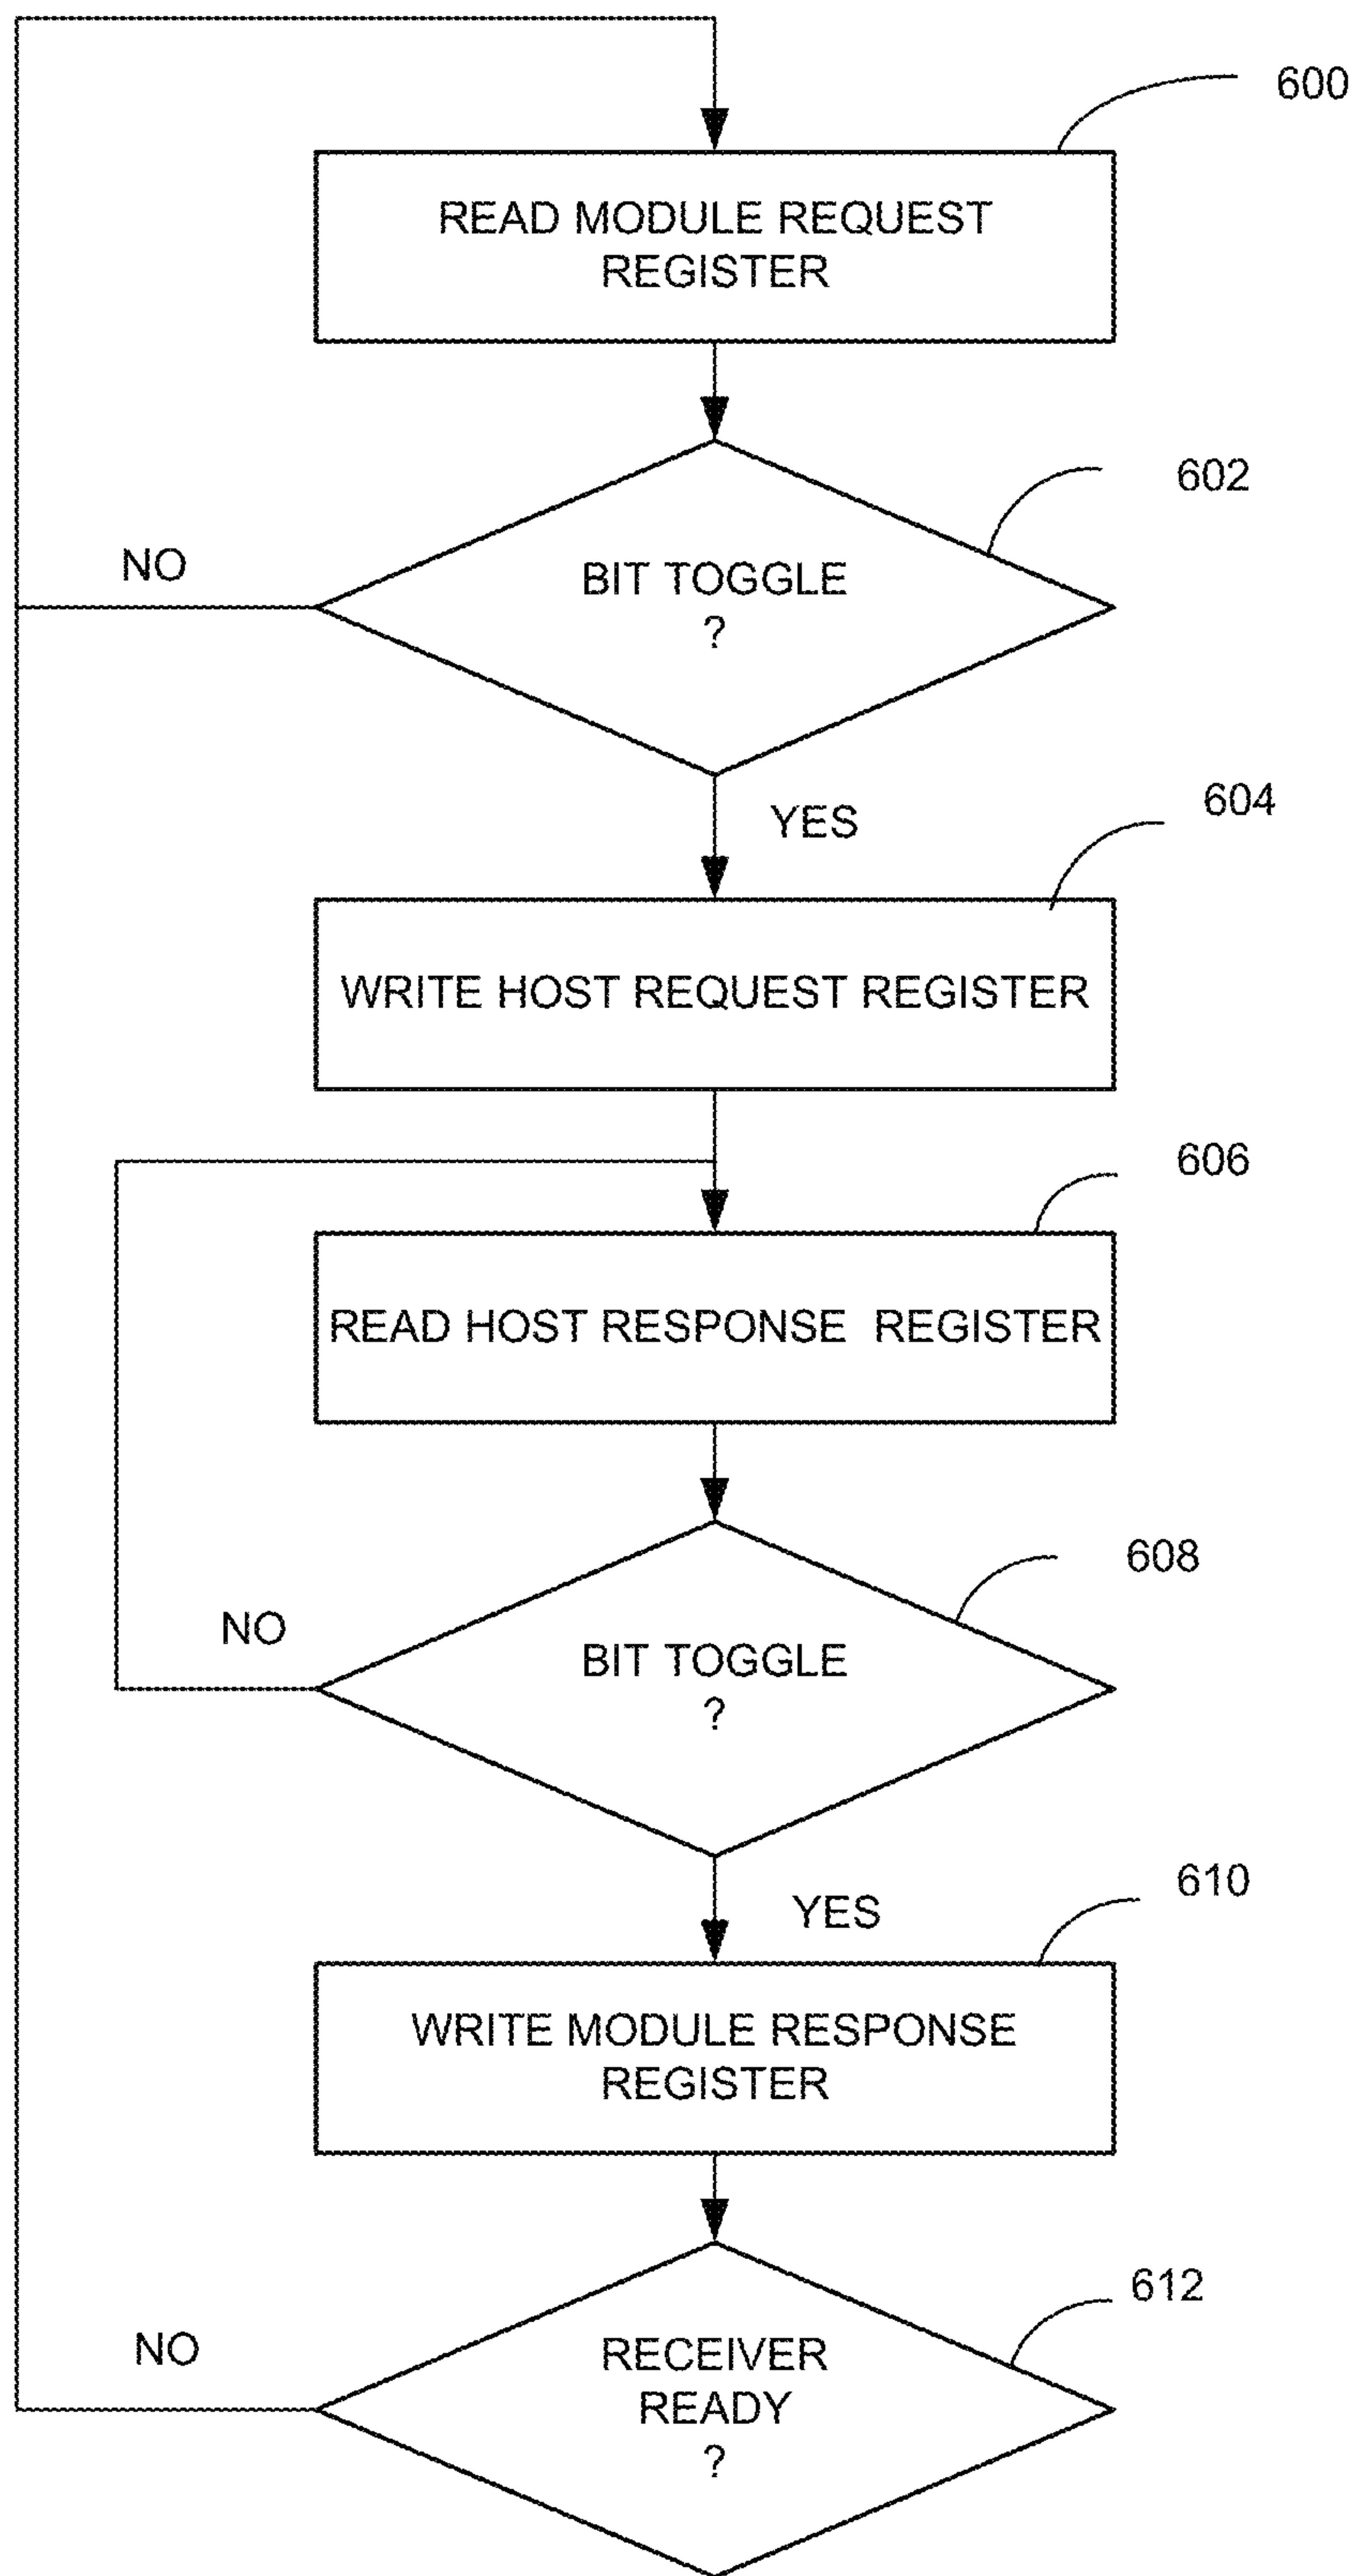 600
READ MODULE REQUEST
REGISTER
602
NO
BIT TOGGLE
?
604
YES
WRITE HOST REQUEST REGISTER
606
READ HOST RESPONSE REGISTER
608
NO
BIT TOGGLE
?
610
YES
WRITE MODULE RESPONSE
REGISTER
612
NO
RECEIVER
READY
?